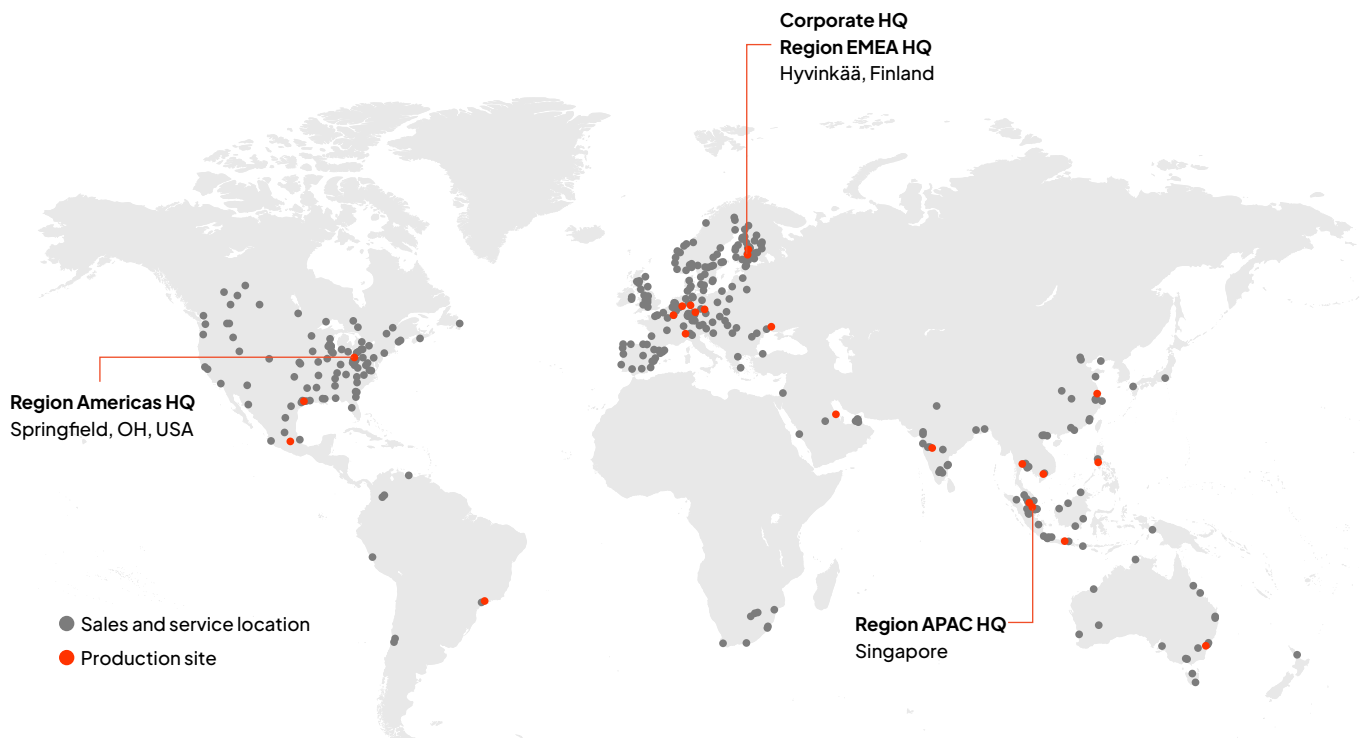 Corporate HQ
Region EMEA HQ
Hyvinkää, Finland
Region Americas HQ
Springfield, OH, USA
Sales and service location
Production site
Region APAC HQ
Singapore